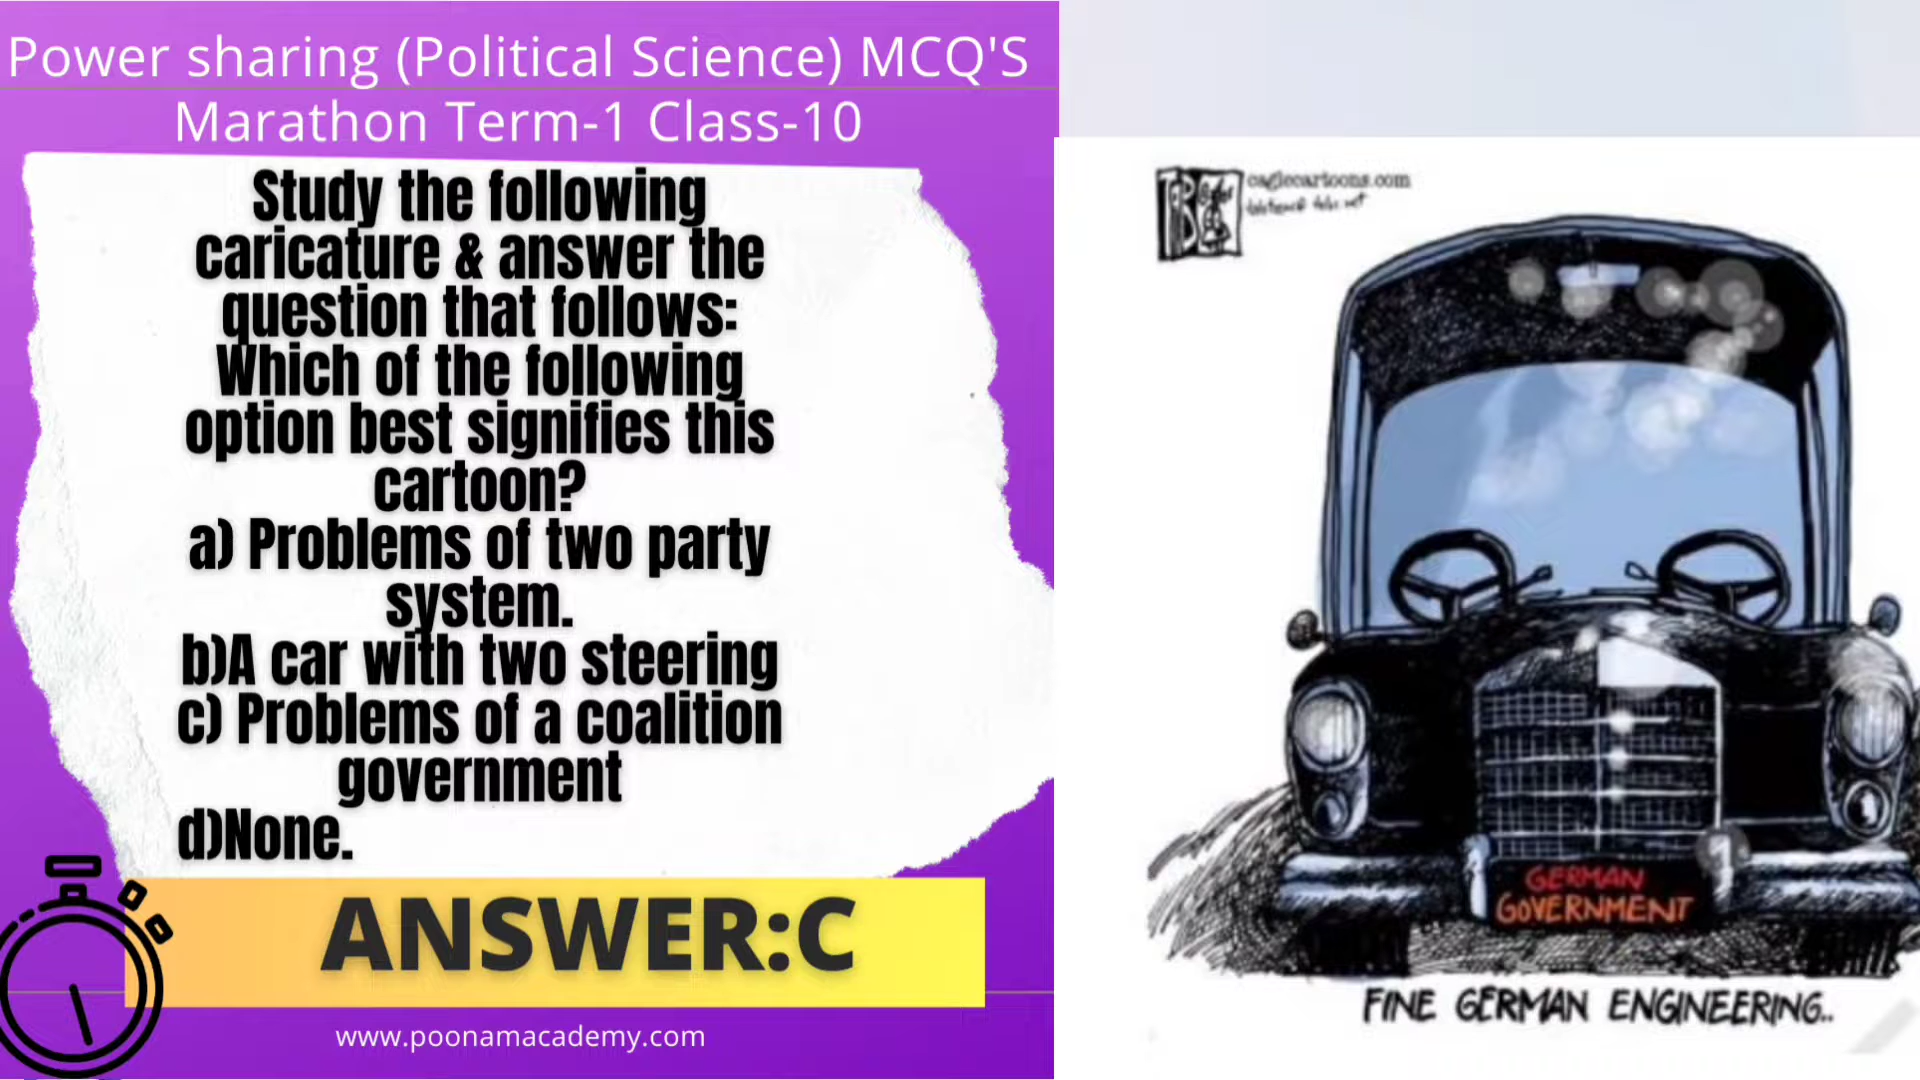 Power sharing (Political Science) MCQ'S
Marathon Term-1 Class-10
Study the following
caricature & answer the
question that follows:
Which of the following
option best signifies this
cartoon?
a) Problems of two party
system.
b)A car with two steering
c) Problems of a coalition
government
d)None.
ANSWER:C
www.poonamacademy.com
caglecartoons.com
GERMAN
GOVERNMENT
FINE GERMAN ENGINEERING..